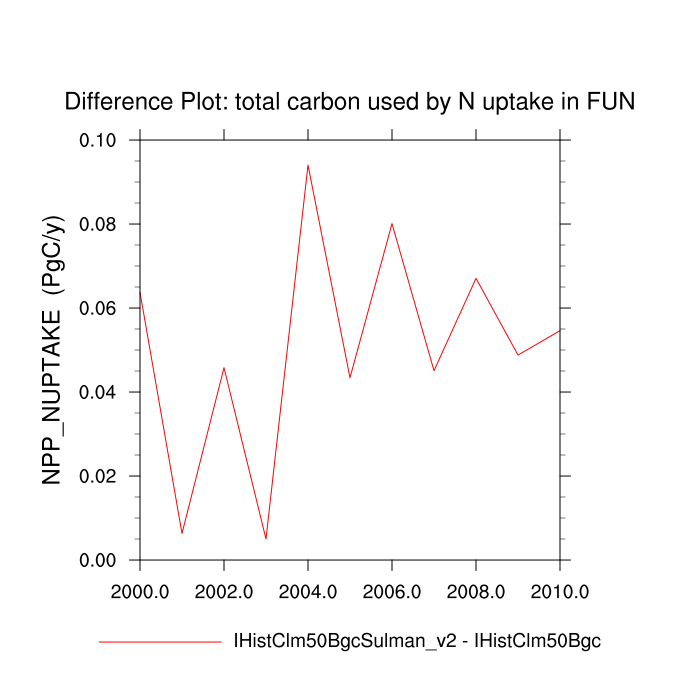 Difference Plot: total carbon used by N uptake in FUN
NPP_NUPTAKE (PgC/y)
0.10
0.08
0.06
0.04
0.02
0.00
2000.0 2002.0 2004.0 2006.0 2008.0 2010.0
IHistClm50BgcSulman_v2 - IHistClm50Bgc